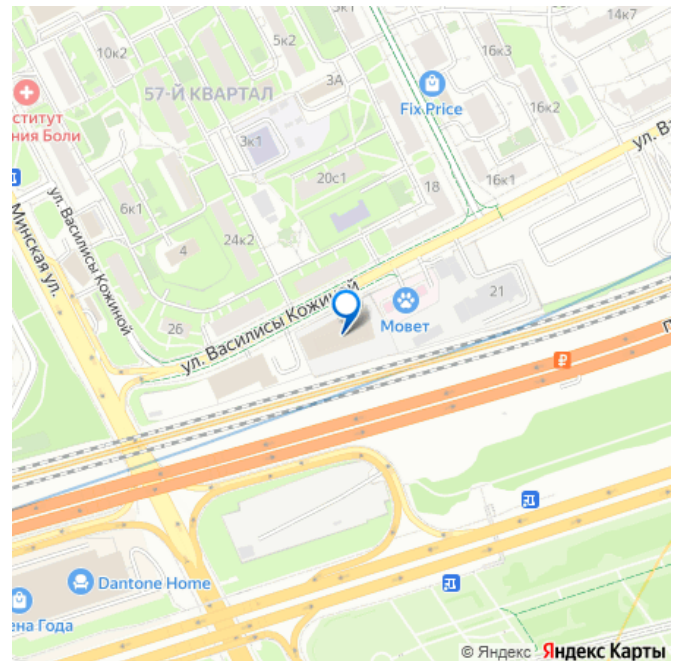 14к7
5к1
10к2
5к2
16к3
3А
57-Й КВАРТАЛ
Fix Price
16к2
ститут
ния Боли
3к1
ул. Ва
20с1
18
16к1
6к1
ул. Василисы Кожиной
Минская ул.
24к2
4
21
ул. Василисы Кожиной
Мовет
26
П
₽
Dantone Home
ена Года
© Яндекс Яндекс Карты